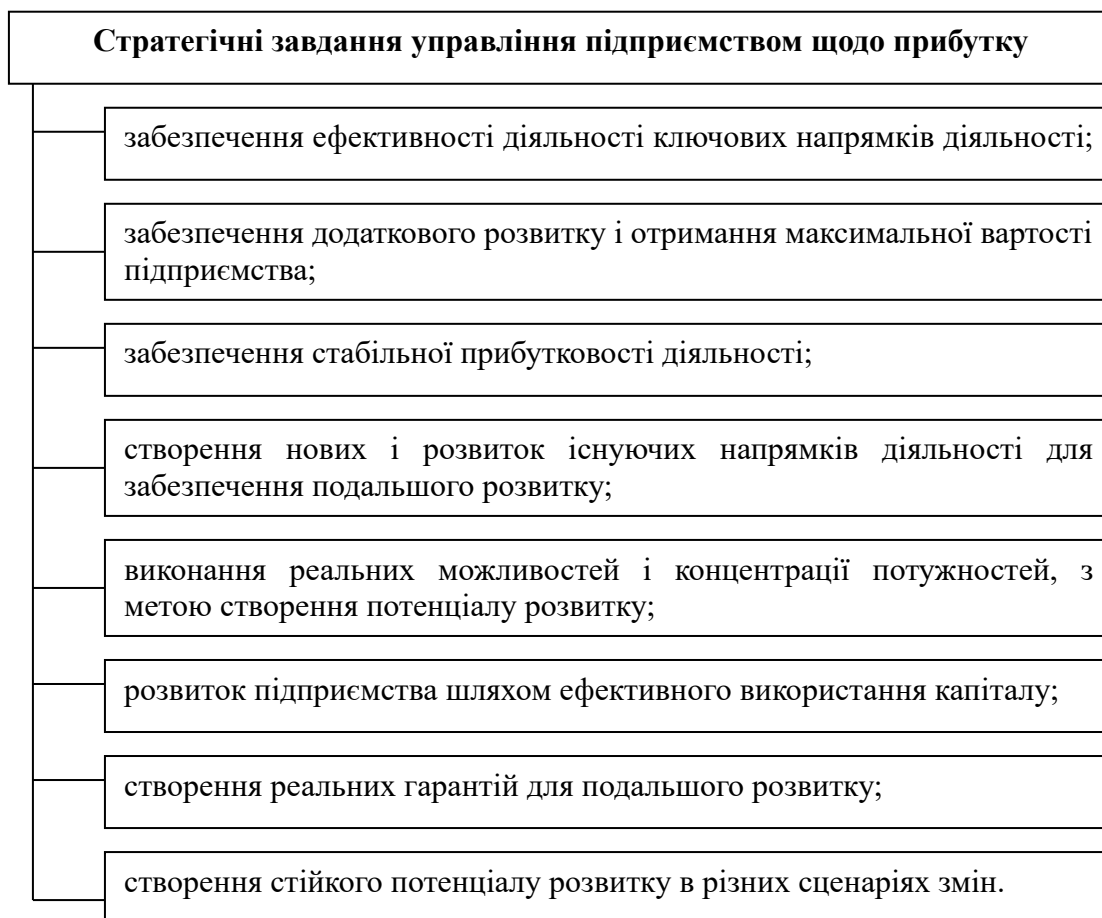 Стратегічні завдання управління підприємством щодо прибутку
забезпечення ефективності діяльності ключових напрямків діяльності;
забезпечення додаткового розвитку і отримання максимальної вартості
підприємства;
забезпечення стабільної прибутковості діяльності;
створення нових і розвиток існуючих напрямків діяльності для
забезпечення подальшого розвитку;
виконання реальних можливостей і концентрації потужностей, з
метою створення потенціалу розвитку;
розвиток підприємства шляхом ефективного використання капіталу;
створення реальних гарантій для подальшого розвитку;
створення стійкого потенціалу розвитку в різних сценаріях змін.